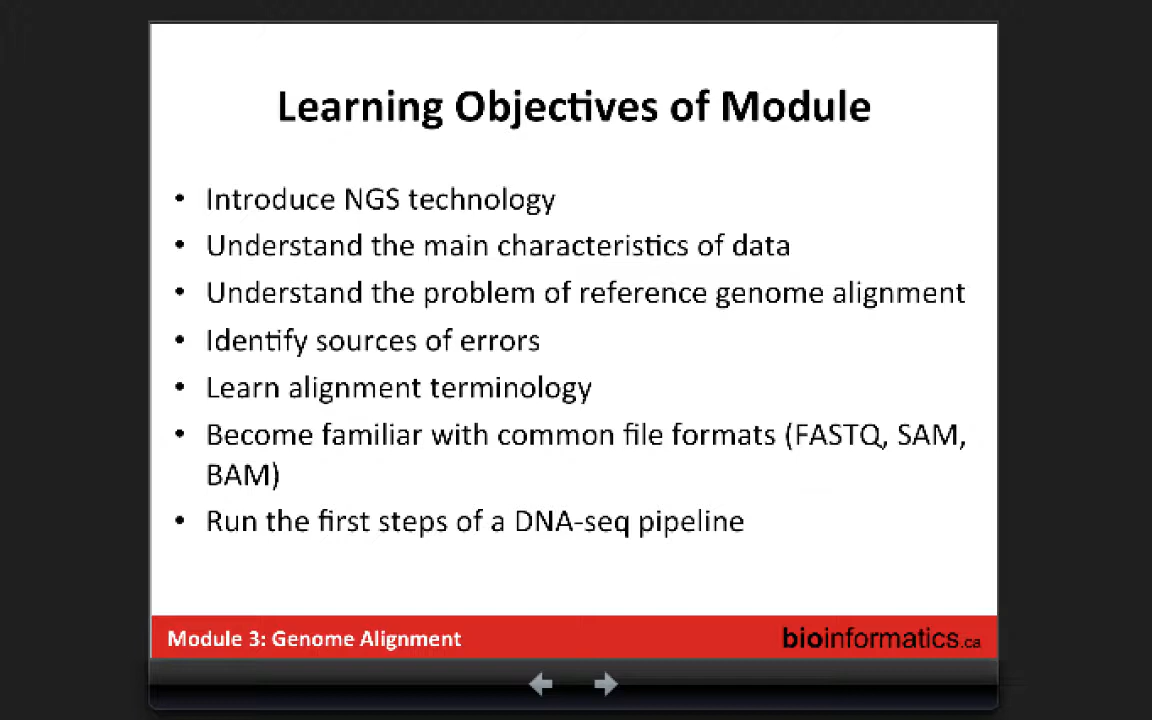 Learning Objectives of Module
• Introduce NGS technology
• Understand the main characteristics of data
• Understand the problem of reference genome alignment
• Identify sources of errors
• Learn alignment terminology
• Become familiar with common file formats (FASTQ, SAM,
BAM)
• Run the first steps of a DNA-seq pipeline
Module 3: Genome Alignment
bioinformatics.ca